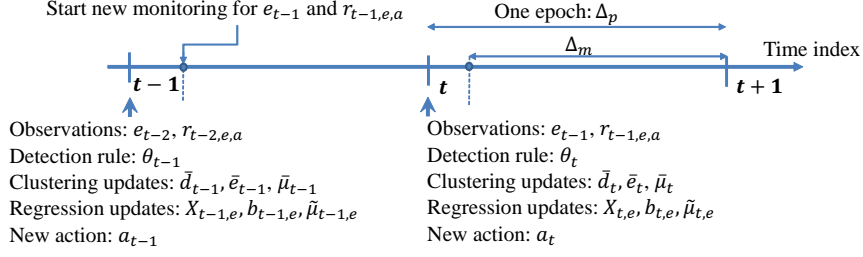 Start new monitoring for e_{t−1} and r_{t−1,e,a}
One epoch: Δ_p
Δ_m
Time index
t − 1
t
t + 1
Observations: e_{t−2}, r_{t−2,e,a}
Detection rule: θ_{t−1}
Clustering updates: d̄_{t−1}, ē_{t−1}, μ̄_{t−1}
Regression updates: X_{t−1,e}, b_{t−1,e}, μ̃_{t−1,e}
New action: a_{t−1}
Observations: e_{t−1}, r_{t−1,e,a}
Detection rule: θ_t
Clustering updates: d̄_t, ē_t, μ̄_t
Regression updates: X_{t,e}, b_{t,e}, μ̃_{t,e}
New action: a_t